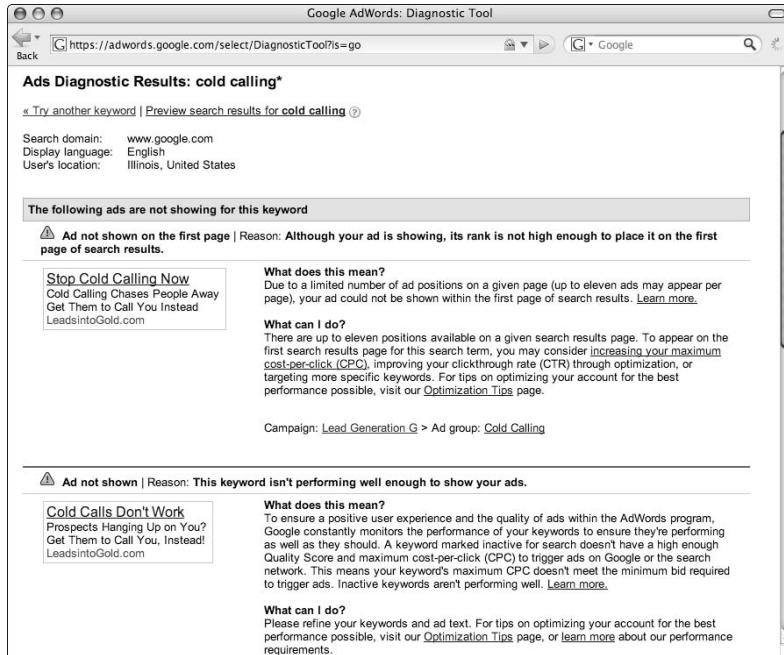 Google AdWords: Diagnostic Tool
Back
https://adwords.google.com/select/DiagnosticTool?is=go
Google
Ads Diagnostic Results: cold calling*
« Try another keyword | Preview search results for cold calling ?
Search domain: www.google.com
Display language: English
User's location: Illinois, United States
The following ads are not showing for this keyword
Ad not shown on the first page | Reason: Although your ad is showing, its rank is not high enough to place it on the first
page of search results.
Stop Cold Calling Now
Cold Calling Chases People Away
Get Them to Call You Instead
LeadsintoGold.com
What does this mean?
Due to a limited number of ad positions on a given page (up to eleven ads may appear per
page), your ad could not be shown within the first page of search results. Learn more.
What can I do?
There are up to eleven positions available on a given search results page. To appear on the
first search results page for this search term, you may consider increasing your maximum
cost-per-click (CPC), improving your clickthrough rate (CTR) through optimization, or
targeting more specific keywords. For tips on optimizing your account for the best
performance possible, visit our Optimization Tips page.
Campaign: Lead Generation G > Ad group: Cold Calling
Ad not shown | Reason: This keyword isn't performing well enough to show your ads.
Cold Calls Don't Work
Prospects Hanging Up on You?
Get Them to Call You, Instead!
LeadsintoGold.com
What does this mean?
To ensure a positive user experience and the quality of ads within the AdWords program,
Google constantly monitors the performance of your keywords to ensure they're performing
as well as they should. A keyword marked inactive for search doesn't have a high enough
Quality Score and maximum cost-per-click (CPC) to trigger ads on Google or the search
network. This means your keyword's maximum CPC doesn't meet the minimum bid required
to trigger ads. Inactive keywords aren't performing well. Learn more.
What can I do?
Please refine your keywords and ad text. For tips on optimizing your account for the best
performance possible, visit our Optimization Tips page, or learn more about our performance
requirements.